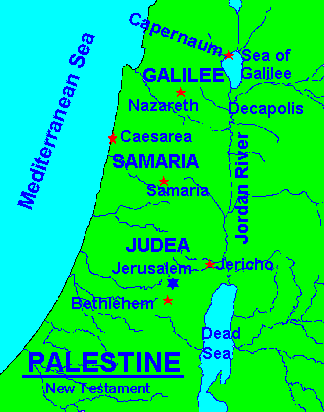 Capernaum
Sea of
Galilee
GALILEE
Nazareth
Decapolis
Mediterranean Sea
Caesarea
SAMARIA
Samaria
Jordan River
JUDEA
Jerusalem
Jericho
Bethlehem
Dead
Sea
PALESTINE
New Testament